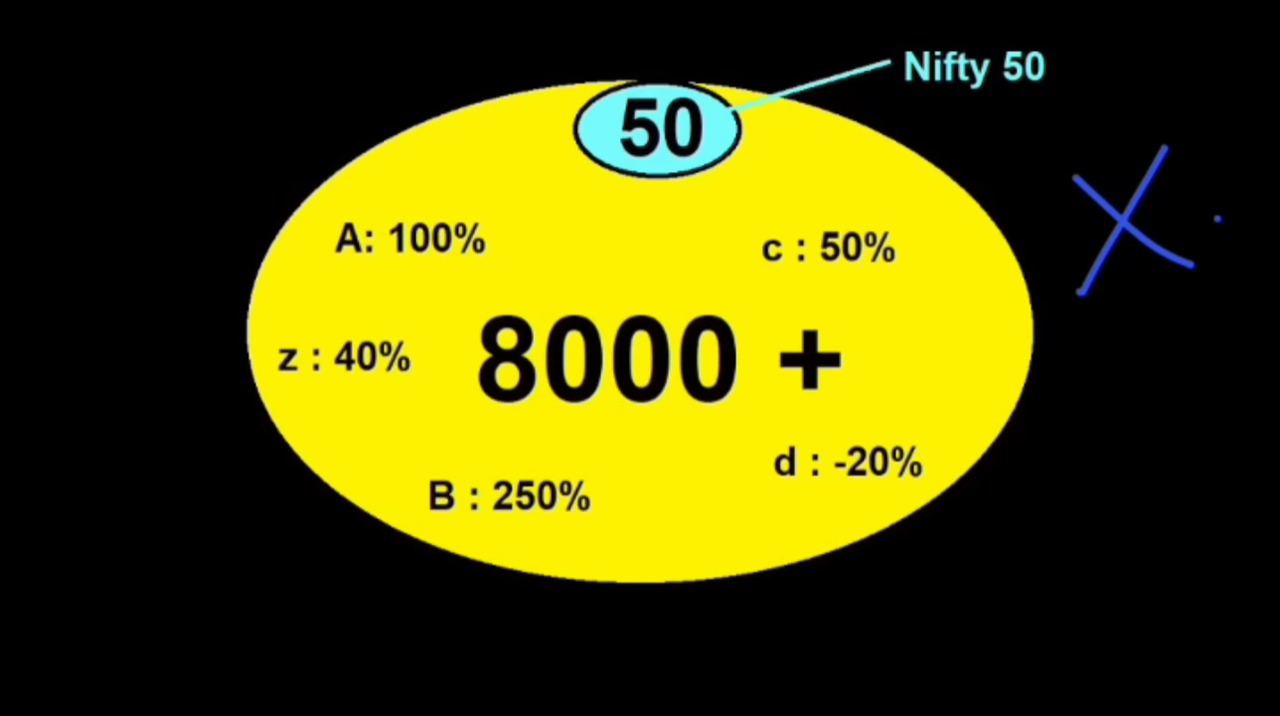 Nifty 50
50
A: 100%
c : 50%
z : 40%
8000 +
d : -20%
B : 250%
X